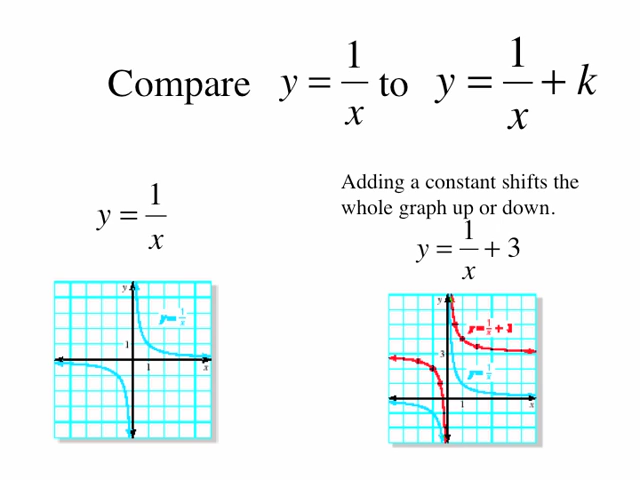 Compare y = 1/x to y = 1/x + k
y = 1/x
Adding a constant shifts the
whole graph up or down.
y = 1/x + 3
y
y = 1/x
1
1
x
y
y = 1/x + 3
3
y = 1/x
1
x